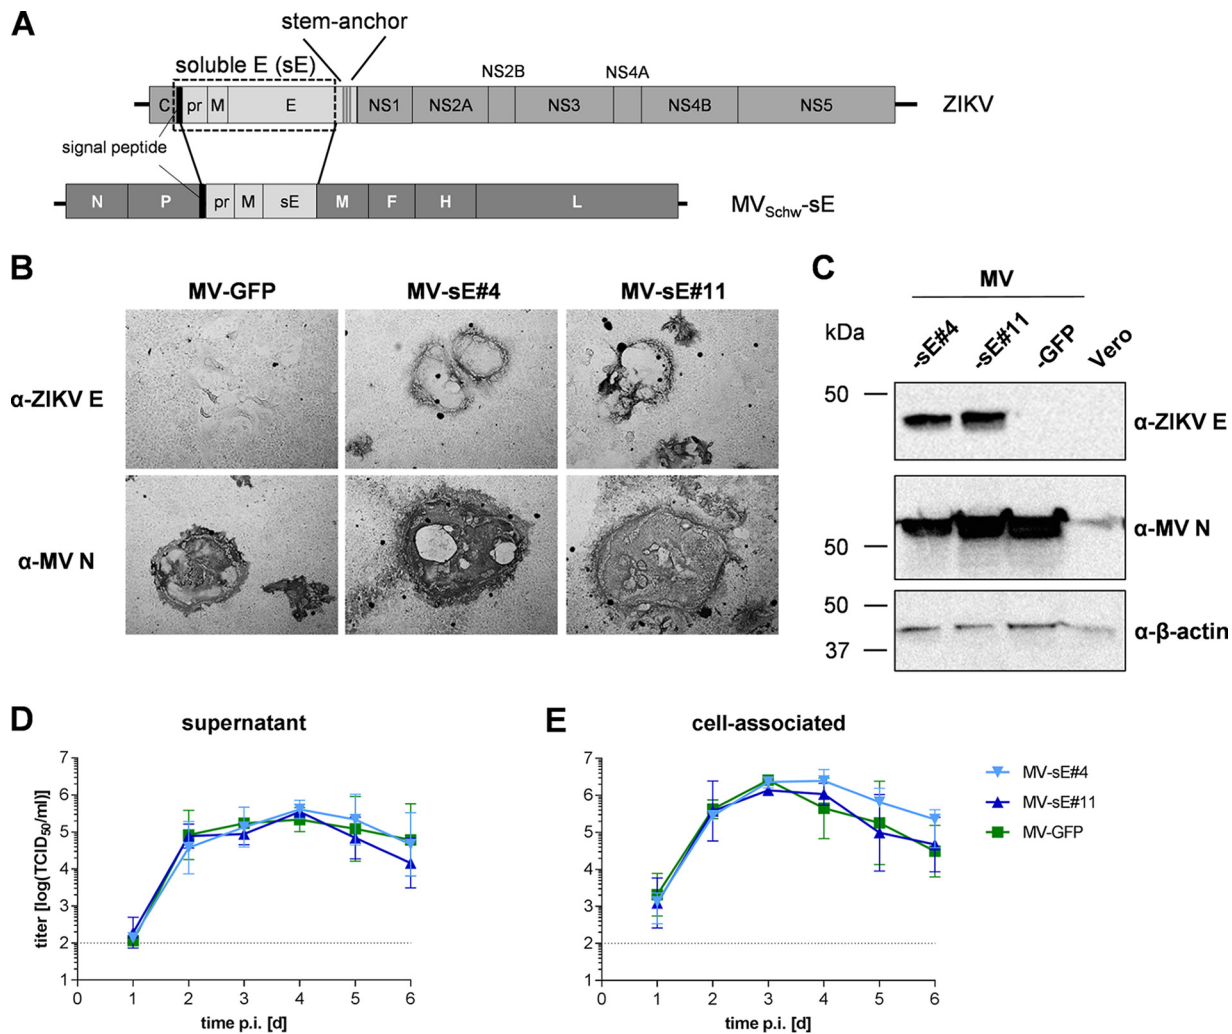 A
stem-anchor
soluble E (sE)
NS2B
NS4A
C
pr
M
E
NS1
NS2A
NS3
NS4B
NS5
ZIKV
signal peptide
N
P
pr
M
sE
M
F
H
L
MVSchw-sE
B
MV-GFP
MV-sE#4
MV-sE#11
α-ZIKV E
α-MV N
C
MV
kDa
-sE#4
-sE#11
-GFP
Vero
50
α-ZIKV E
50
α-MV N
50
37
α-β-actin
D
supernatant
titer [log(TCID50/ml)]
7
6
5
4
3
2
1
0
1
2
3
4
5
6
time p.i. [d]
E
cell-associated
7
6
5
4
3
2
1
0
1
2
3
4
5
6
time p.i. [d]
MV-sE#4
MV-sE#11
MV-GFP